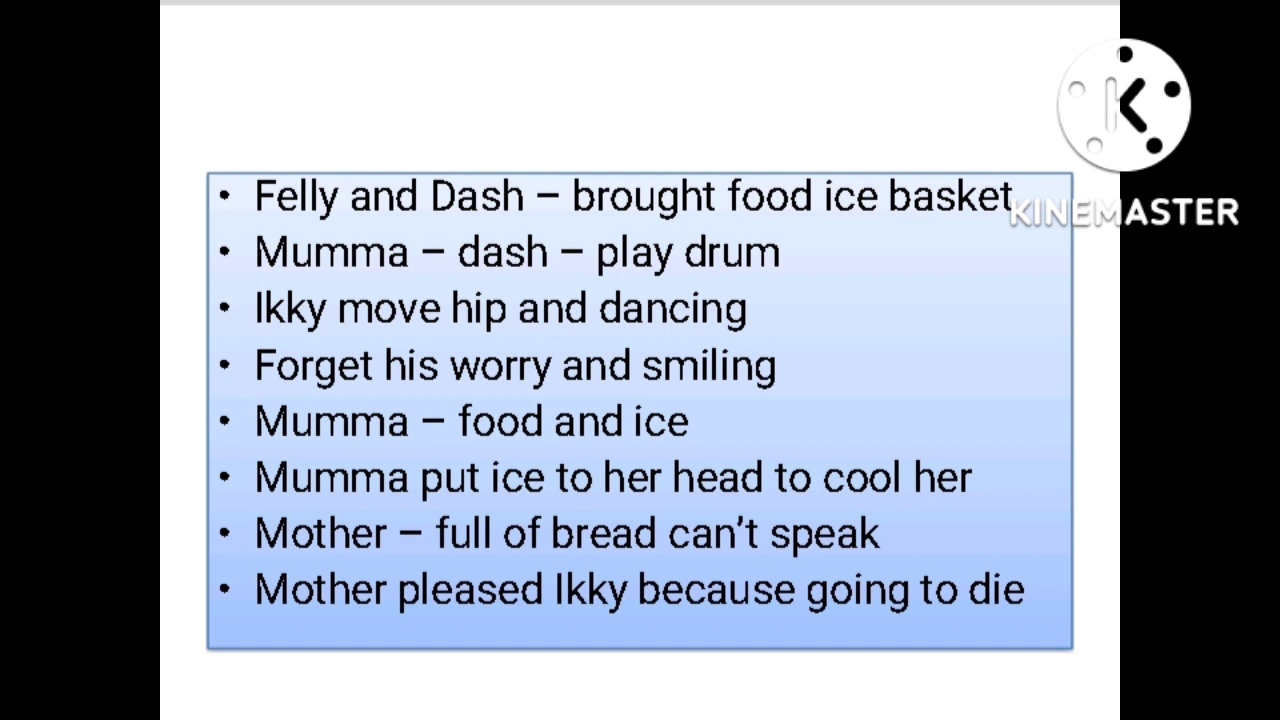 • Felly and Dash – brought food ice basket
• Mumma – dash – play drum
• Ikky move hip and dancing
• Forget his worry and smiling
• Mumma – food and ice
• Mumma put ice to her head to cool her
• Mother – full of bread can't speak
• Mother pleased Ikky because going to die
K
KINEMASTER